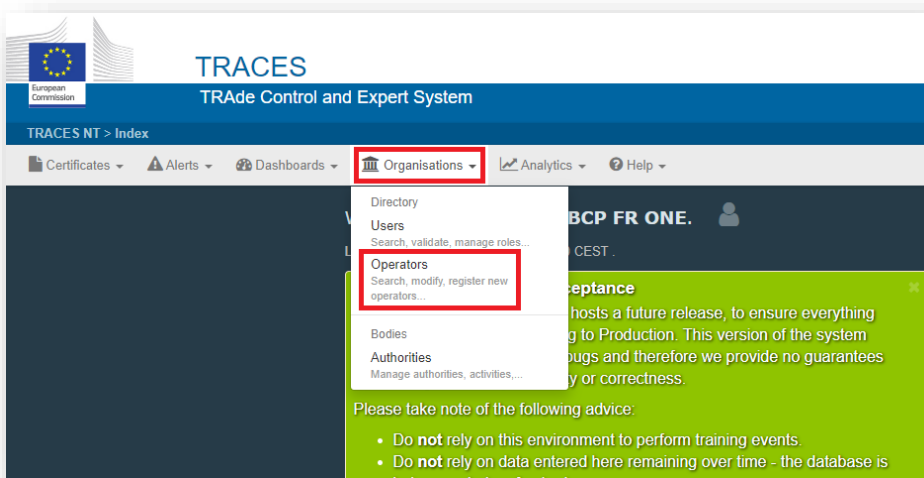 European
Commission
TRACES
TRAde Control and Expert System
TRACES NT > Index
Certificates Alerts Dashboards Organisations Analytics Help
Directory
Users
Search, validate, manage roles...
Operators
Search, modify, register new
operators...
Bodies
Authorities
Manage authorities, activities,...
BCP FR ONE.
CEST .
hosts a future release, to ensure everything
to Production. This version of the system
and therefore we provide no guarantees
or correctness.
Please take note of the following advice:
• Do not rely on this environment to perform training events.
• Do not rely on data entered here remaining over time - the database is